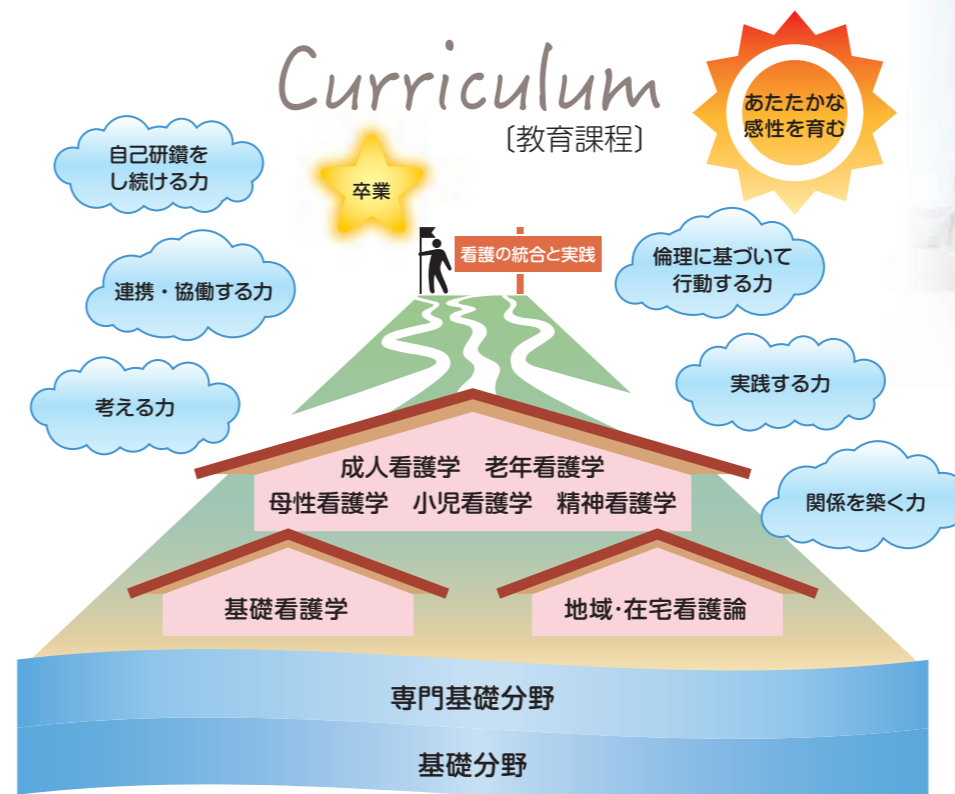 Curriculum
〔教育課程〕
あたたかな
感性を育む
自己研鑽を
し続ける力
卒業
看護の統合と実践
倫理に基づいて
行動する力
連携・協働する力
実践する力
考える力
成人看護学 老年看護学
母性看護学 小児看護学 精神看護学
関係を築く力
基礎看護学
地域・在宅看護論
専門基礎分野
基礎分野